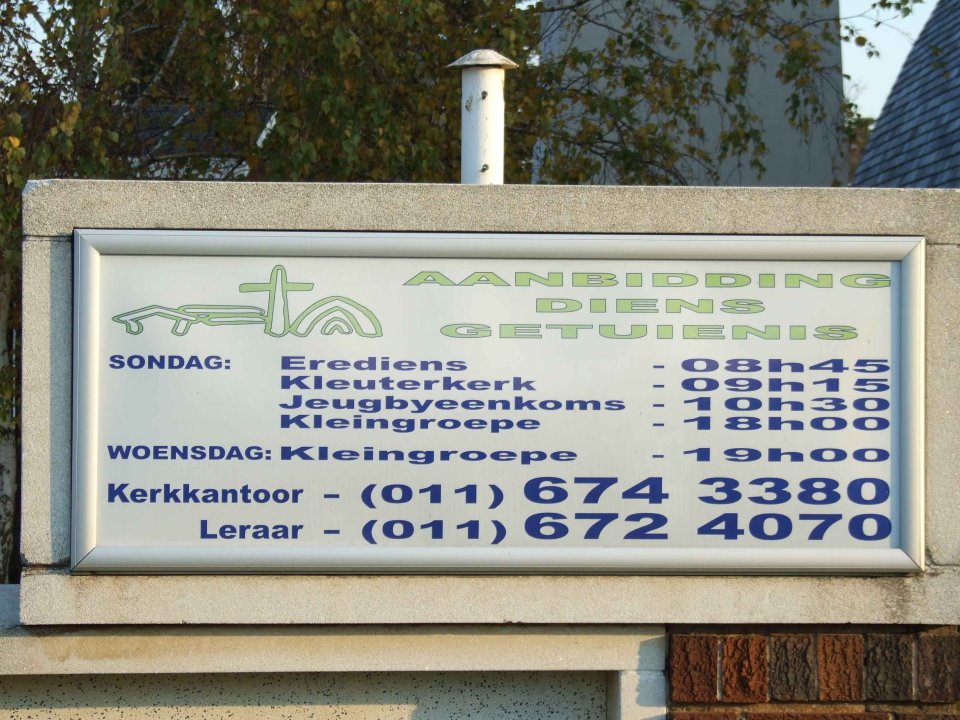 AANBIDDING
DIENS
GETUIENIS
SONDAG: Erediens - 08h45
Kleuterkerk - 09h15
Jeugbyeenkoms - 10h30
Kleingroepe - 18h00
WOENSDAG: Kleingroepe - 19h00
Kerkkantoor - (011) 674 3380
Leraar - (011) 672 4070